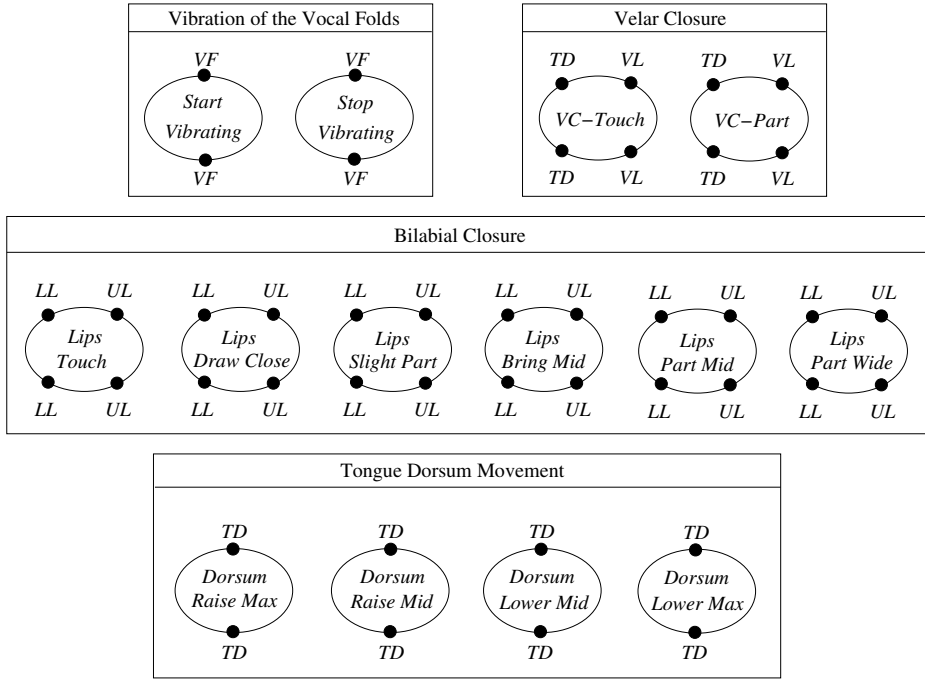 Vibration of the Vocal Folds
VF VF
Start Stop
Vibrating Vibrating
VF VF
Velar Closure
TD VL TD VL
VC−Touch VC−Part
TD VL TD VL
Bilabial Closure
LL UL LL UL LL UL LL UL LL UL LL UL
Lips Lips Lips Lips Lips Lips
Touch Draw Close Slight Part Bring Mid Part Mid Part Wide
LL UL LL UL LL UL LL UL LL UL LL UL
Tongue Dorsum Movement
TD TD TD TD
Dorsum Dorsum Dorsum Dorsum
Raise Max Raise Mid Lower Mid Lower Max
TD TD TD TD